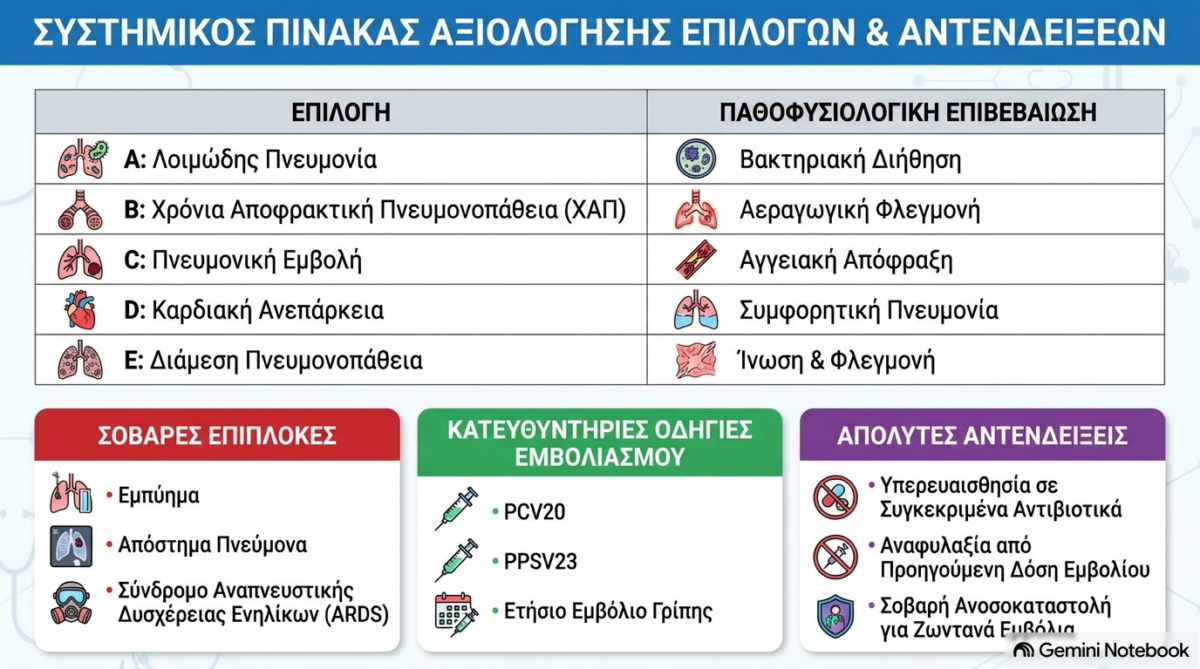 ΣΥΣΤΗΜΙΚΟΣ ΠΙΝΑΚΑΣ ΑΞΙΟΛΟΓΗΣΗΣ ΕΠΙΛΟΓΩΝ & ΑΝΤΕΝΔΕΙΞΕΩΝ
ΕΠΙΛΟΓΗ
ΠΑΘΟΦΥΣΙΟΛΟΓΙΚΗ ΕΠΙΒΕΒΑΙΩΣΗ
A: Λοιμώδης Πνευμονία
Βακτηριακή Διήθηση
B: Χρόνια Αποφρακτική Πνευμονοπάθεια (ΧΑΠ)
Αεραγωγική Φλεγμονή
C: Πνευμονική Εμβολή
Αγγειακή Απόφραξη
D: Καρδιακή Ανεπάρκεια
Συμφορητική Πνευμονία
E: Διάμεση Πνευμονοπάθεια
Ίνωση & Φλεγμονή
ΣΟΒΑΡΕΣ ΕΠΙΠΛΟΚΕΣ
• Εμπύημα
• Απόστημα Πνεύμονα
• Σύνδρομο Αναπνευστικής
Δυσχέρειας Ενηλίκων (ARDS)
ΚΑΤΕΥΘΥΝΤΗΡΙΕΣ ΟΔΗΓΙΕΣ
ΕΜΒΟΛΙΑΣΜΟΥ
• PCV20
• PPSV23
• Ετήσιο Εμβόλιο Γρίπης
ΑΠΟΛΥΤΕΣ ΑΝΤΕΝΔΕΙΞΕΙΣ
• Υπερευαισθησία σε
Συγκεκριμένα Αντιβιοτικά
• Αναφυλαξία από
Προηγούμενη Δόση Εμβολίου
• Σοβαρή Ανοσοκαταστολή
για Ζωντανά Εμβόλια
Gemini Notebook